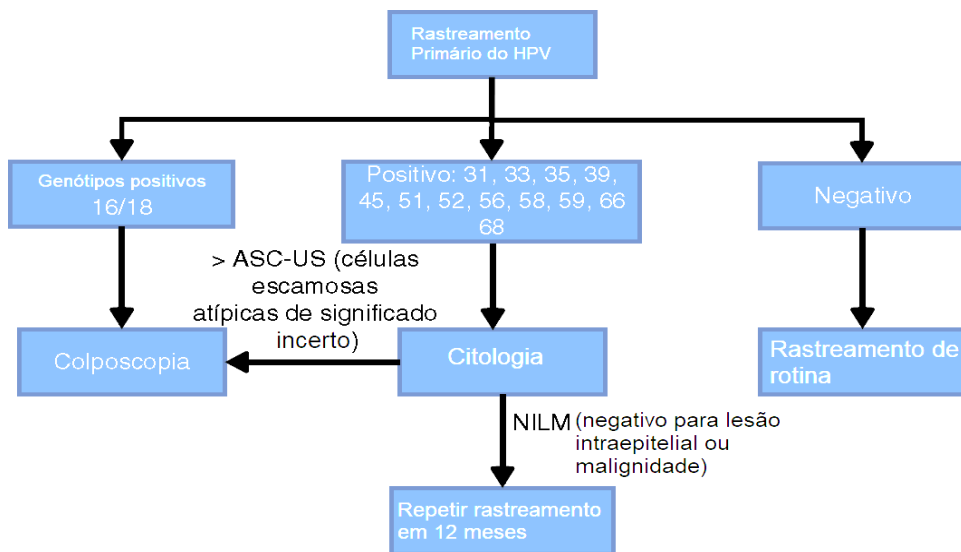 Rastreamento
Primário do HPV
Genótipos positivos
16/18
Positivo: 31, 33, 35, 39,
45, 51, 52, 56, 58, 59, 66
68
Negativo
> ASC-US (células
escamosas
atípicas de significado
incerto)
Colposcopia
Citologia
Rastreamento de
rotina
NILM (negativo para lesão
intraepitelial ou
malignidade)
Repetir rastreamento
em 12 meses